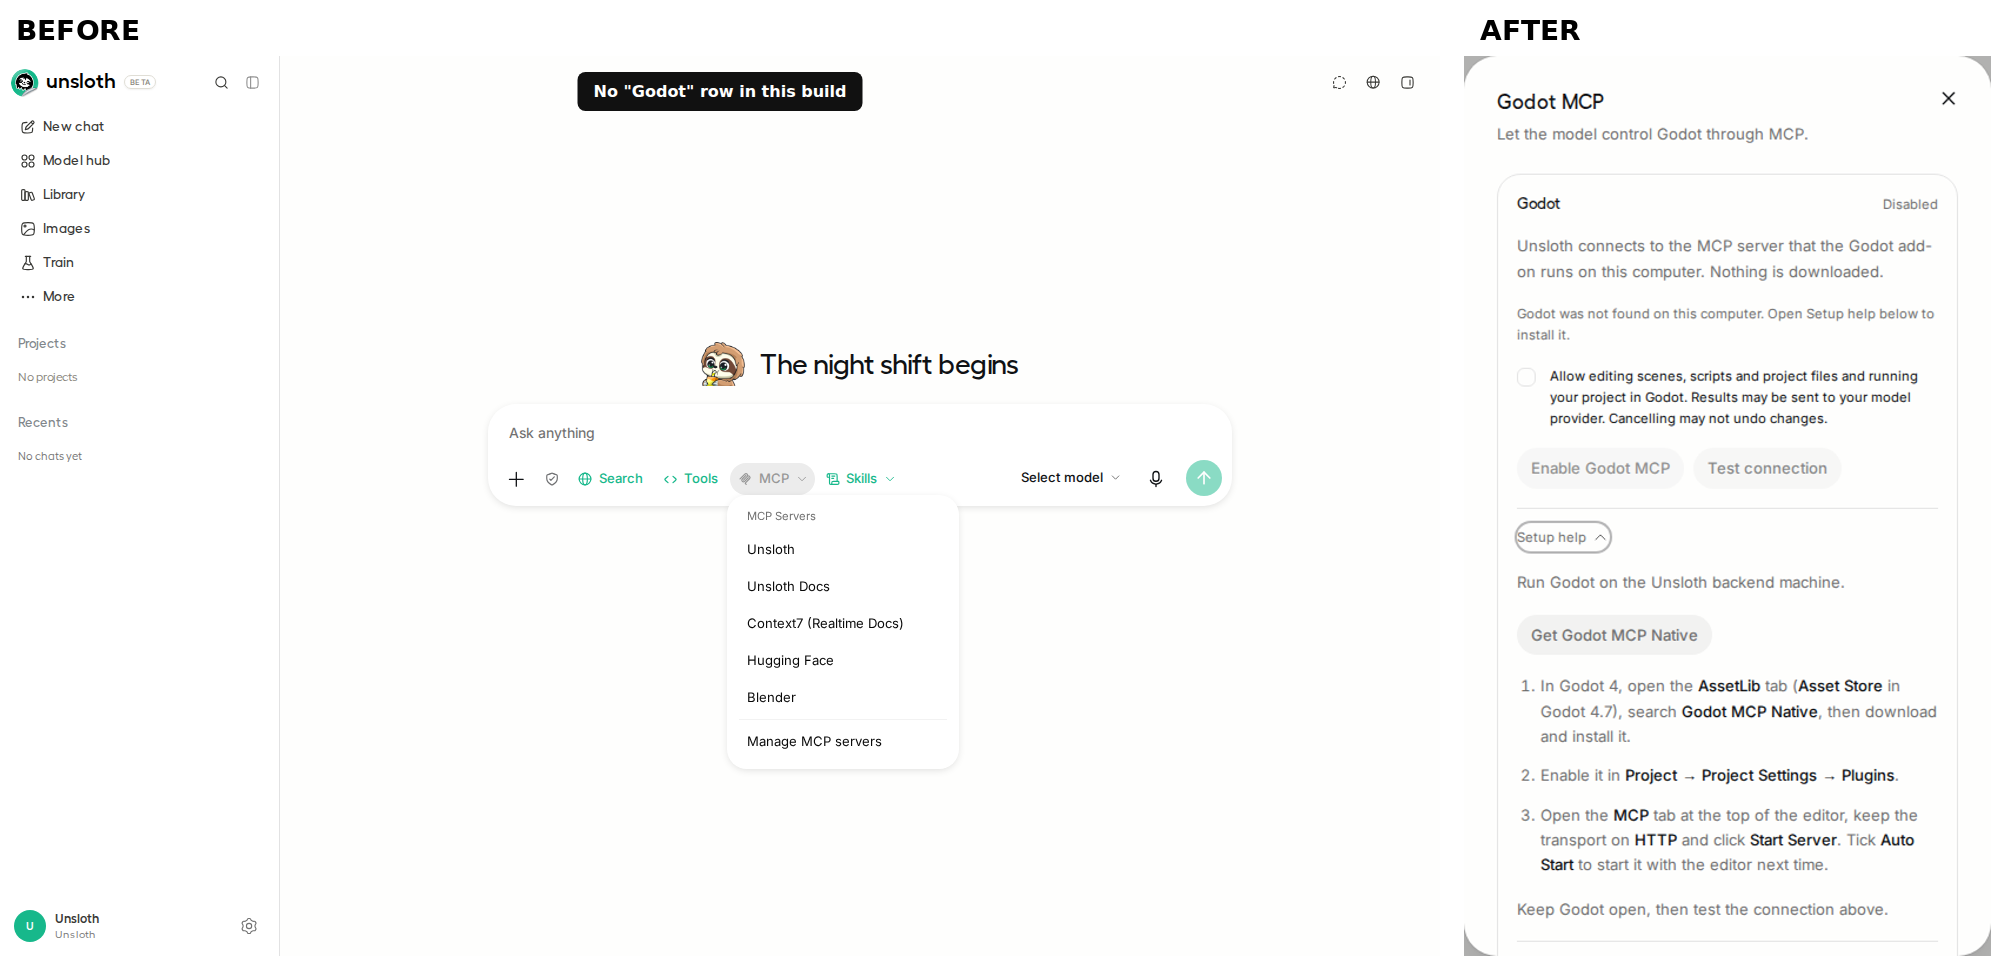 BEFORE
unsloth BETA
New chat
Model hub
Library
Images
Train
More
Projects
No projects
Recents
No chats yet
U
Unsloth
Unsloth
No "Godot" row in this build
The night shift begins
Ask anything
Search
Tools
MCP
Skills
Select model
MCP Servers
Unsloth
Unsloth Docs
Context7 (Realtime Docs)
Hugging Face
Blender
Manage MCP servers
AFTER
Godot MCP
Let the model control Godot through MCP.
Godot
Disabled
Unsloth connects to the MCP server that the Godot add-
on runs on this computer. Nothing is downloaded.
Godot was not found on this computer. Open Setup help below to
install it.
Allow editing scenes, scripts and project files and running
your project in Godot. Results may be sent to your model
provider. Cancelling may not undo changes.
Enable Godot MCP
Test connection
Setup help
Run Godot on the Unsloth backend machine.
Get Godot MCP Native
1. In Godot 4, open the AssetLib tab (Asset Store in
Godot 4.7), search Godot MCP Native, then download
and install it.
2. Enable it in Project → Project Settings → Plugins.
3. Open the MCP tab at the top of the editor, keep the
transport on HTTP and click Start Server. Tick Auto
Start to start it with the editor next time.
Keep Godot open, then test the connection above.